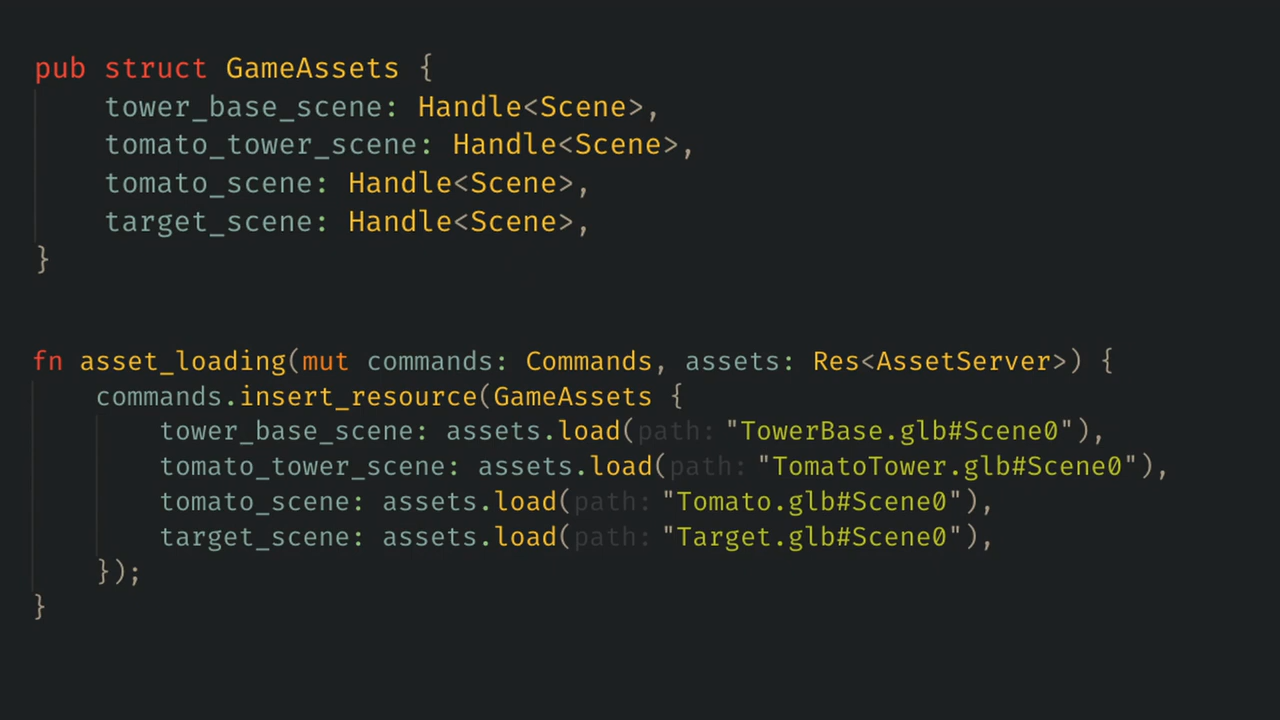 pub struct GameAssets {
    tower_base_scene: Handle<Scene>,
    tomato_tower_scene: Handle<Scene>,
    tomato_scene: Handle<Scene>,
    target_scene: Handle<Scene>,
}
fn asset_loading(mut commands: Commands, assets: Res<AssetServer>) {
    commands.insert_resource(GameAssets {
        tower_base_scene: assets.load(path: "TowerBase.glb#Scene0"),
        tomato_tower_scene: assets.load(path: "TomatoTower.glb#Scene0"),
        tomato_scene: assets.load(path: "Tomato.glb#Scene0"),
        target_scene: assets.load(path: "Target.glb#Scene0"),
    });
}